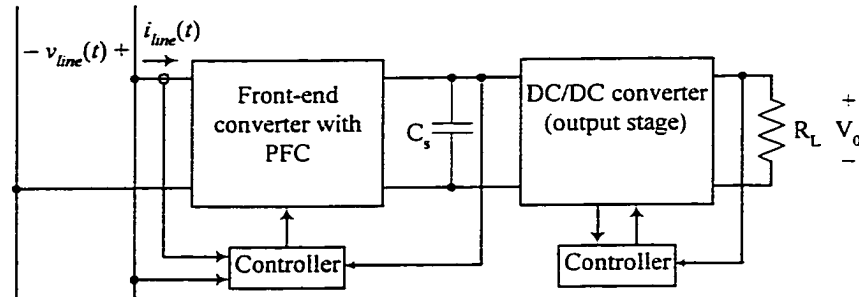 − v_line(t) +
i_line(t)
Front-end
converter with
PFC
C_s
DC/DC converter
(output stage)
R_L
+
V_0
−
Controller
Controller